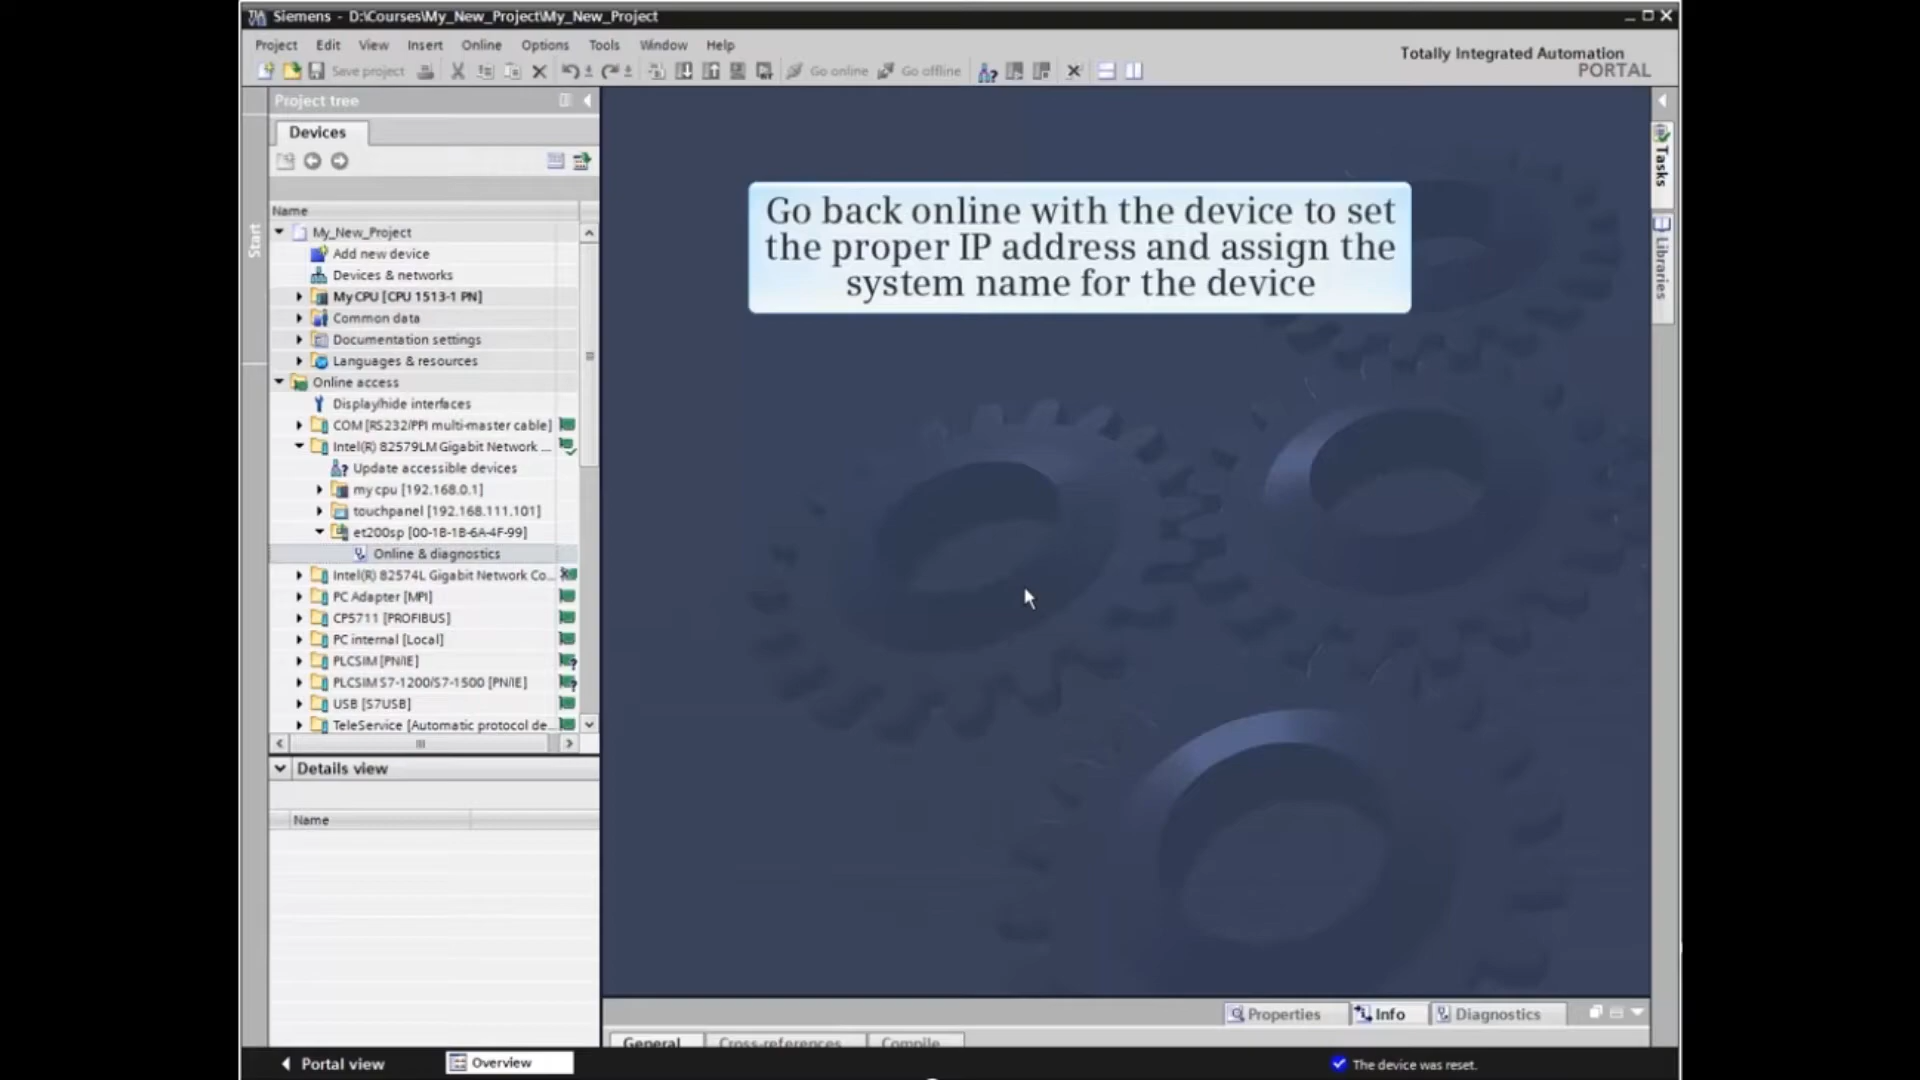 Siemens - D:\Courses\My_New_Project\My_New_Project
Project Edit View Insert Online Options Tools Window Help
Totally Integrated Automation
PORTAL
Save project Go online Go offline
Project tree
Devices
Name
Start
My_New_Project
Add new device
Devices & networks
My CPU [CPU 1513-1 PN]
Common data
Documentation settings
Languages & resources
Online access
Display/hide interfaces
COM [RS232/PPI multi-master cable]
Intel(R) 82579LM Gigabit Network ...
Update accessible devices
my cpu [192.168.0.1]
touchpanel [192.168.111.101]
et200sp [00-1B-1B-6A-4F-99]
Online & diagnostics
Intel(R) 82574L Gigabit Network Co...
PC Adapter [MPI]
CP5711 [PROFIBUS]
PC internal [Local]
PLCSIM [PN/IE]
PLCSIM S7-1200/S7-1500 [PN/IE]
USB [S7USB]
TeleService [Automatic protocol de...
Details view
Name
Go back online with the device to set
the proper IP address and assign the
system name for the device
Tasks
Libraries
Properties Info Diagnostics
General Cross-references Compile
Portal view Overview The device was reset.